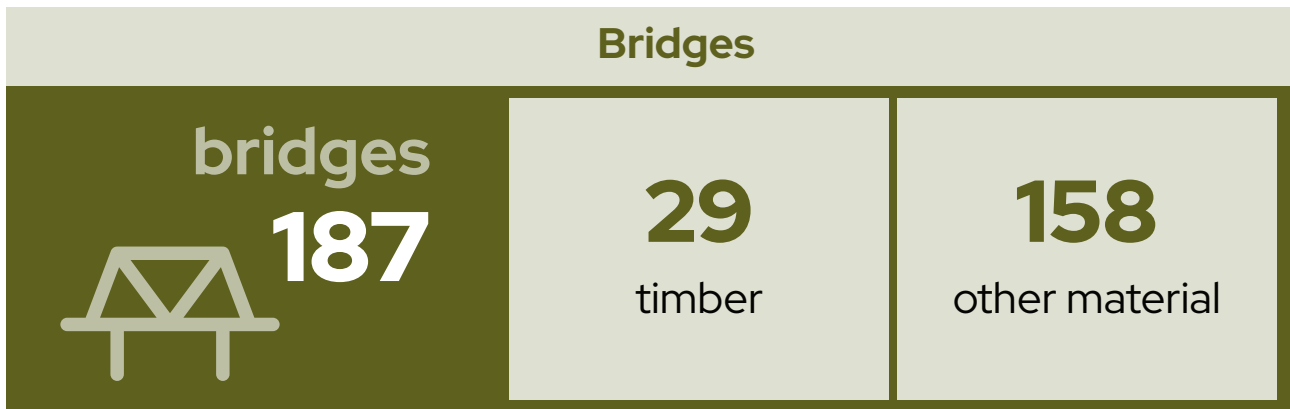 Bridges
bridges
187
29
timber
158
other material